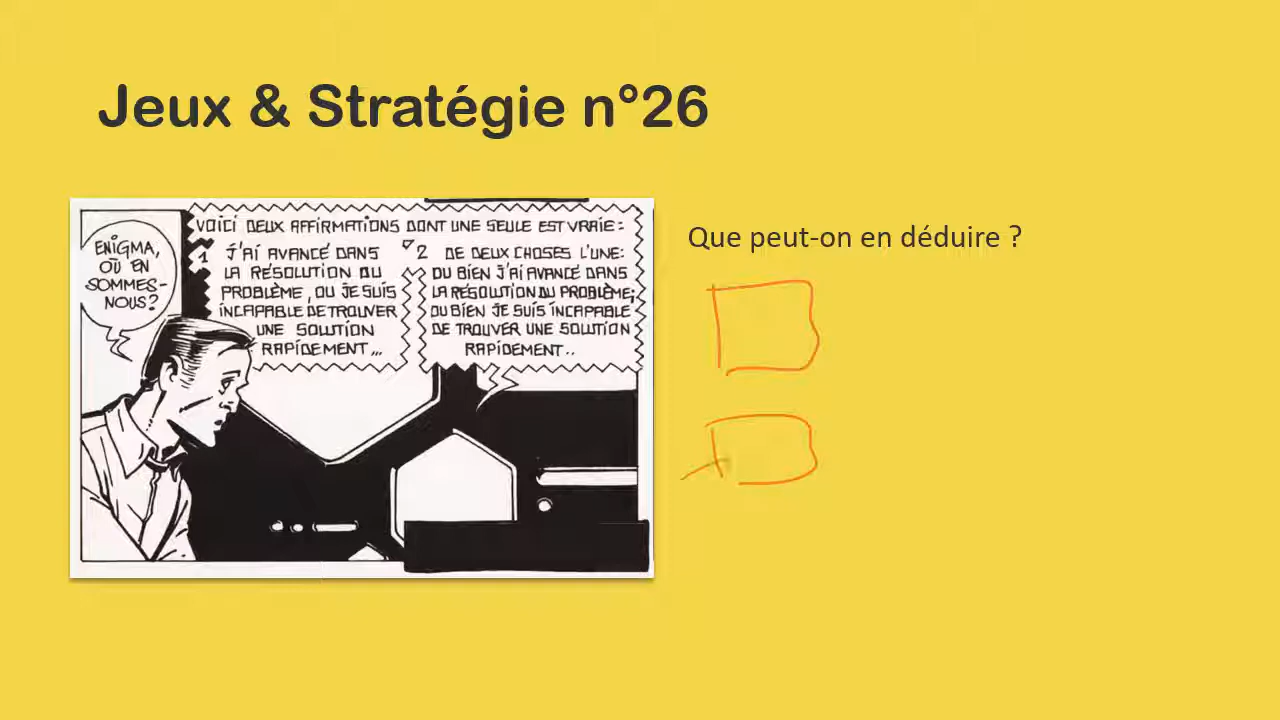 Jeux & Stratégie n°26
ENIGMA,
OÙ EN
SOMMES-
NOUS?
VOICI DEUX AFFIRMATIONS DONT UNE SEULE EST VRAIE:
1 J'AI AVANCÉ DANS
LA RÉSOLUTION DU
PROBLÈME, OU JE SUIS
INCAPABLE DE TROUVER
UNE SOLUTION
RAPIDEMENT...
2 DE DEUX CHOSES L'UNE:
OU BIEN J'AI AVANCÉ DANS
LA RÉSOLUTION DU PROBLÈME;
OU BIEN JE SUIS INCAPABLE
DE TROUVER UNE SOLUTION
RAPIDEMENT..
Que peut-on en déduire ?